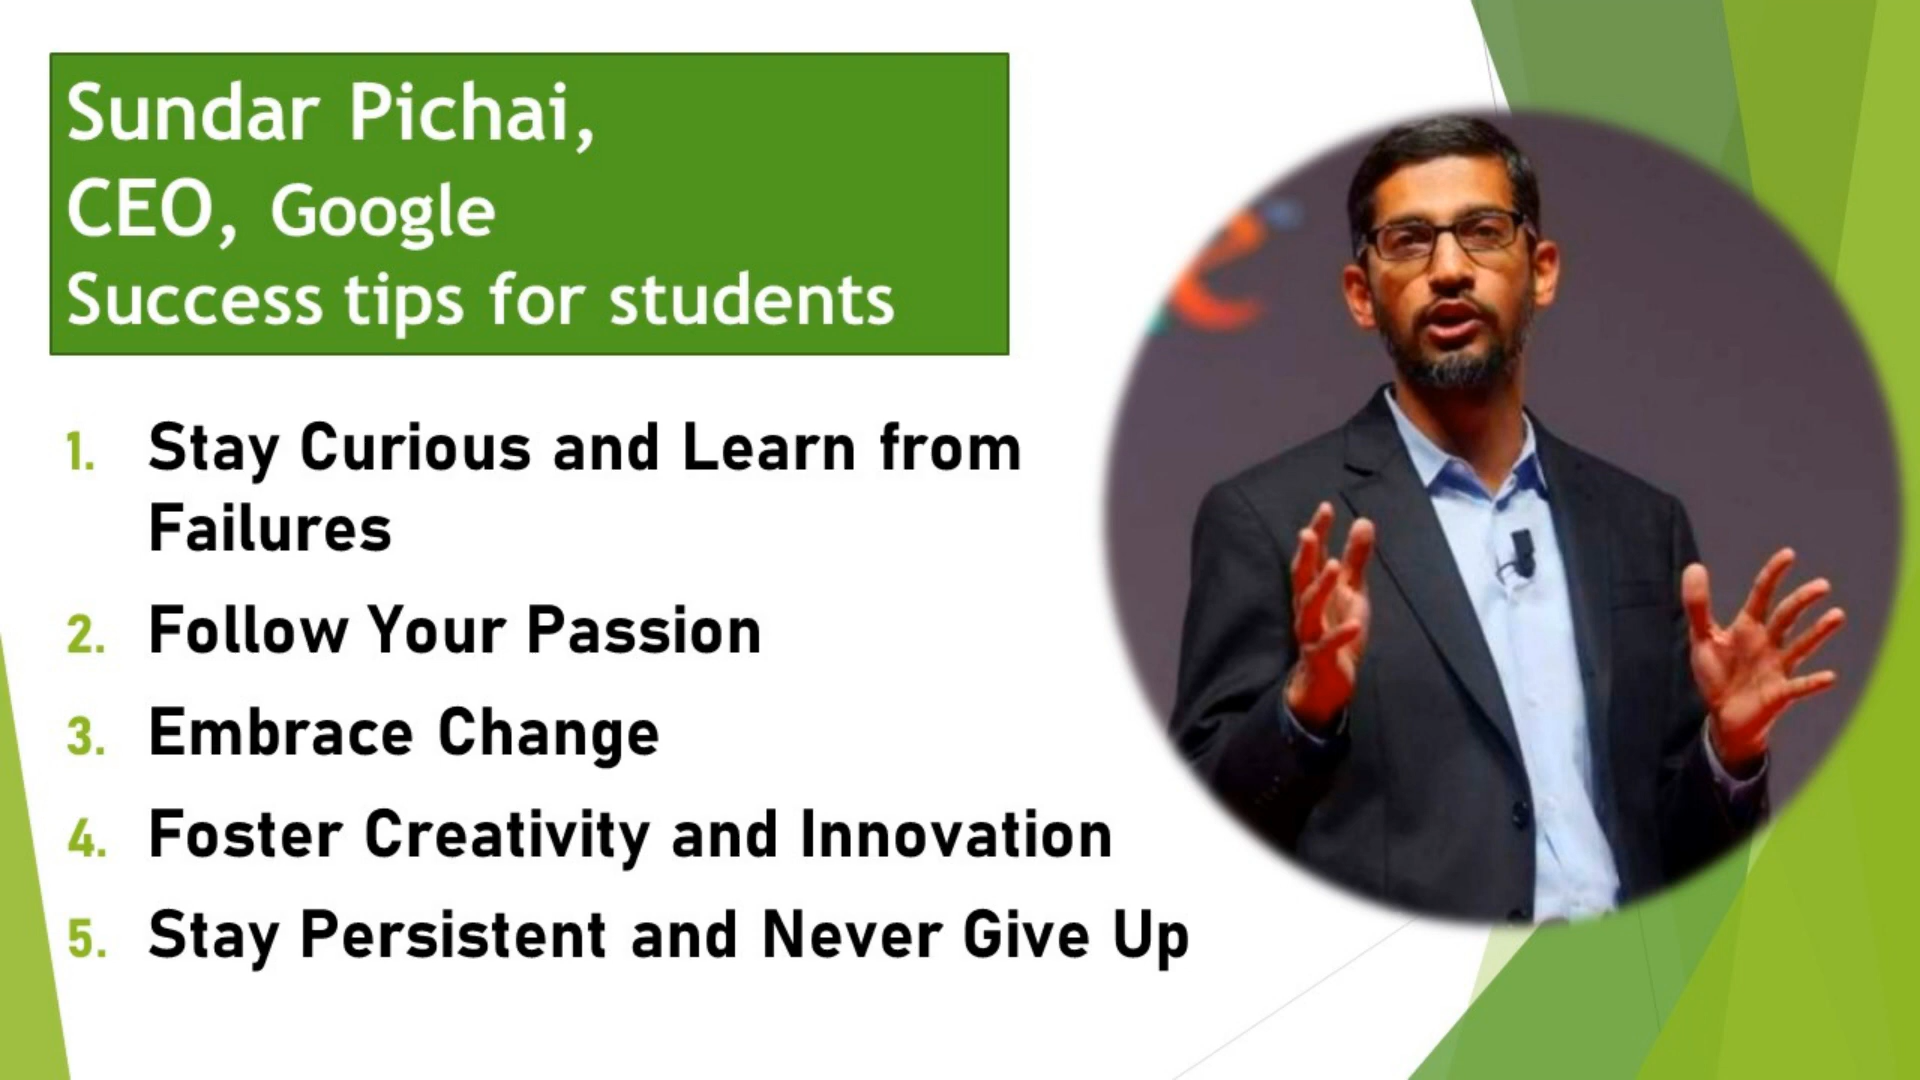 Sundar Pichai,
CEO, Google
Success tips for students
1. Stay Curious and Learn from
Failures
2. Follow Your Passion
3. Embrace Change
4. Foster Creativity and Innovation
5. Stay Persistent and Never Give Up